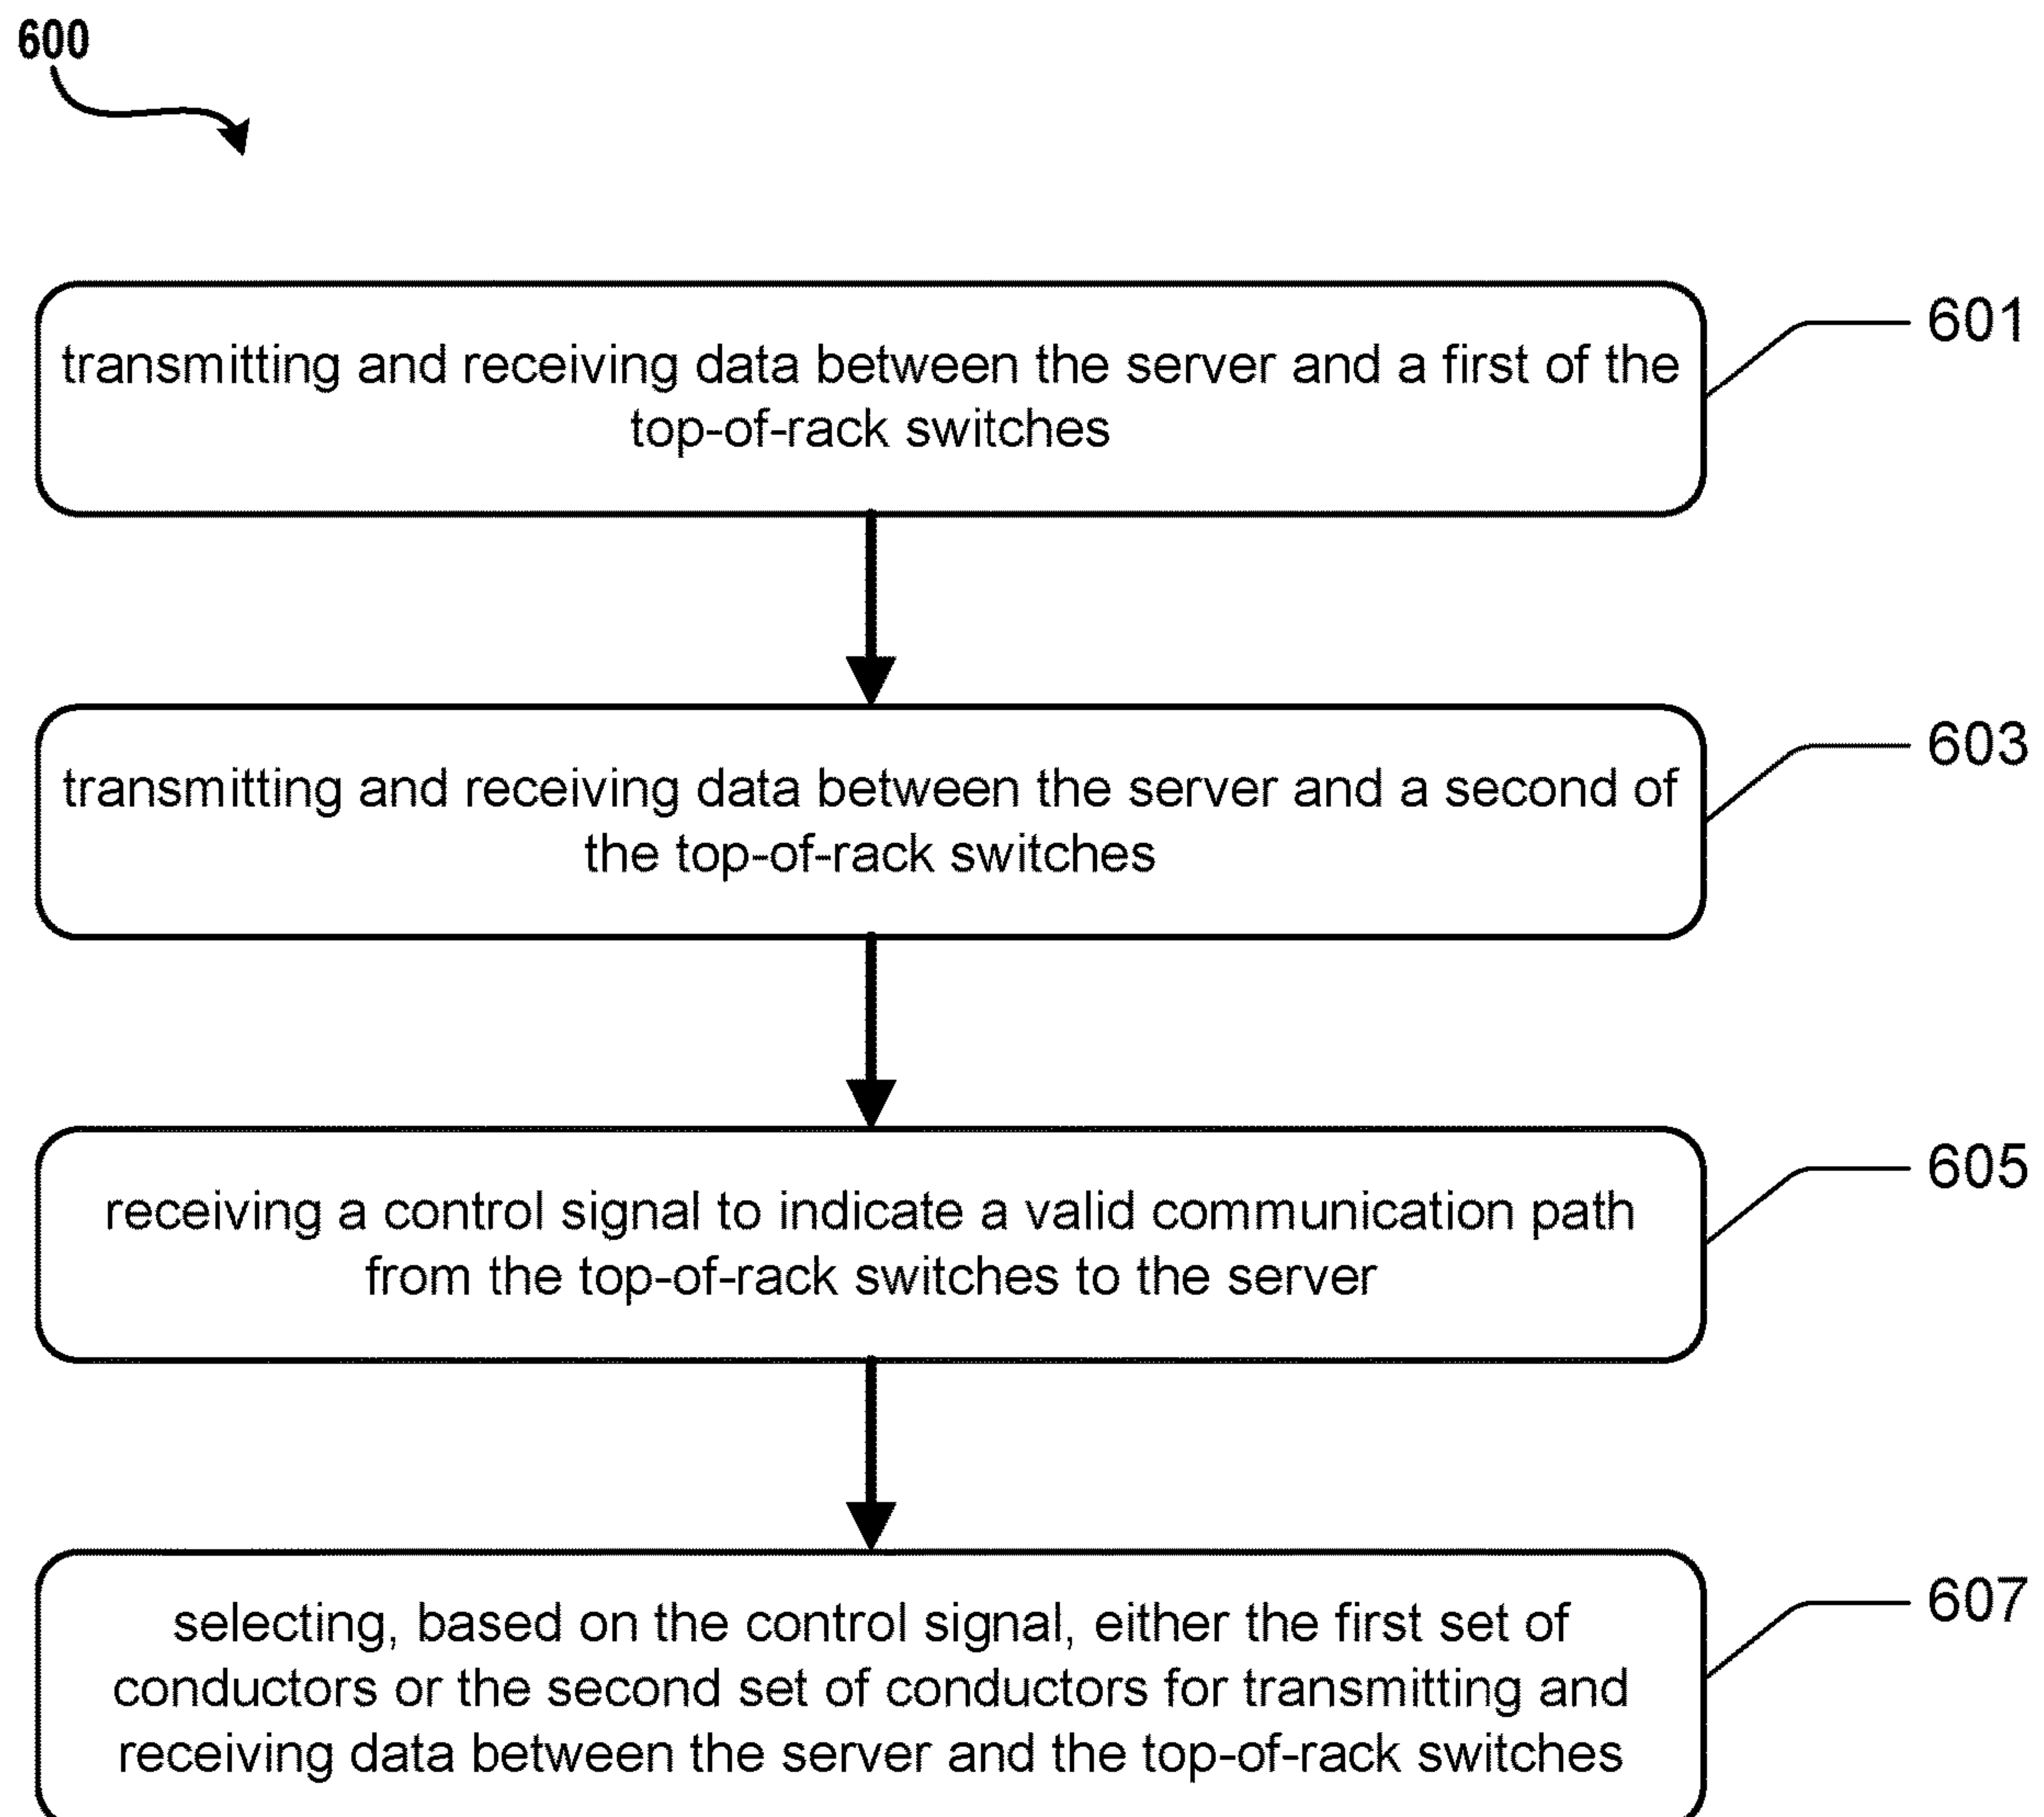 600
transmitting and receiving data between the server and a first of the
top-of-rack switches
601
transmitting and receiving data between the server and a second of
the top-of-rack switches
603
receiving a control signal to indicate a valid communication path
from the top-of-rack switches to the server
605
selecting, based on the control signal, either the first set of
conductors or the second set of conductors for transmitting and
receiving data between the server and the top-of-rack switches
607